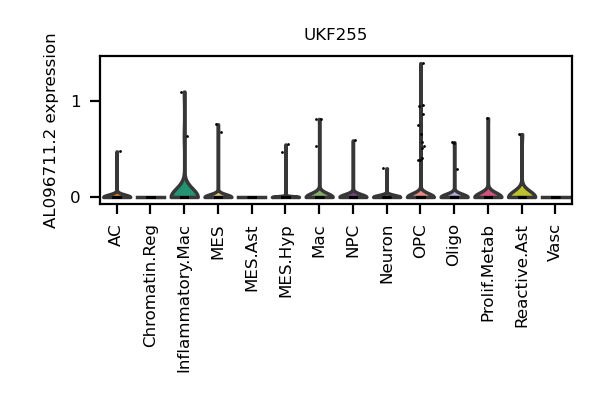 UKF255
AL096711.2 expression
1
0
AC
Chromatin.Reg
Inflammatory.Mac
MES
MES.Ast
MES.Hyp
Mac
NPC
Neuron
OPC
Oligo
Prolif.Metab
Reactive.Ast
Vasc